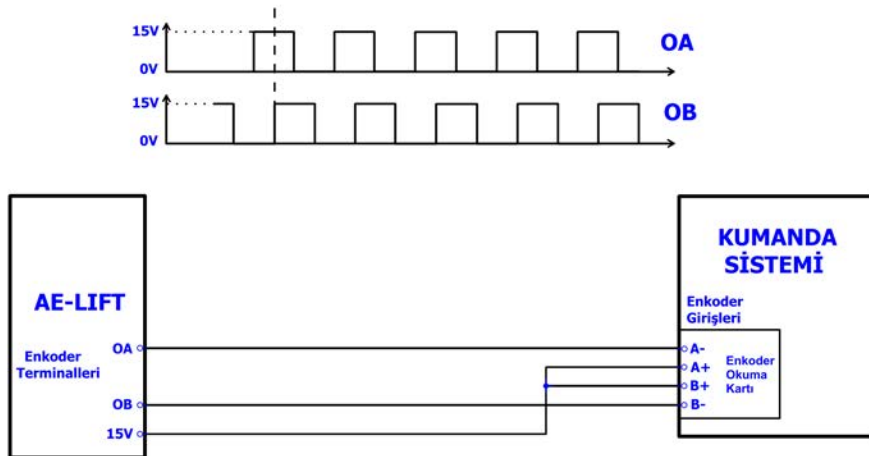 15V
OA
0V
15V
OB
0V
KUMANDA
SİSTEMİ
AE-LIFT
Enkoder
Girişleri
Enkoder
Terminalleri
OA
OB
15V
A-
A+
B+
B-
Enkoder
Okuma
Kartı